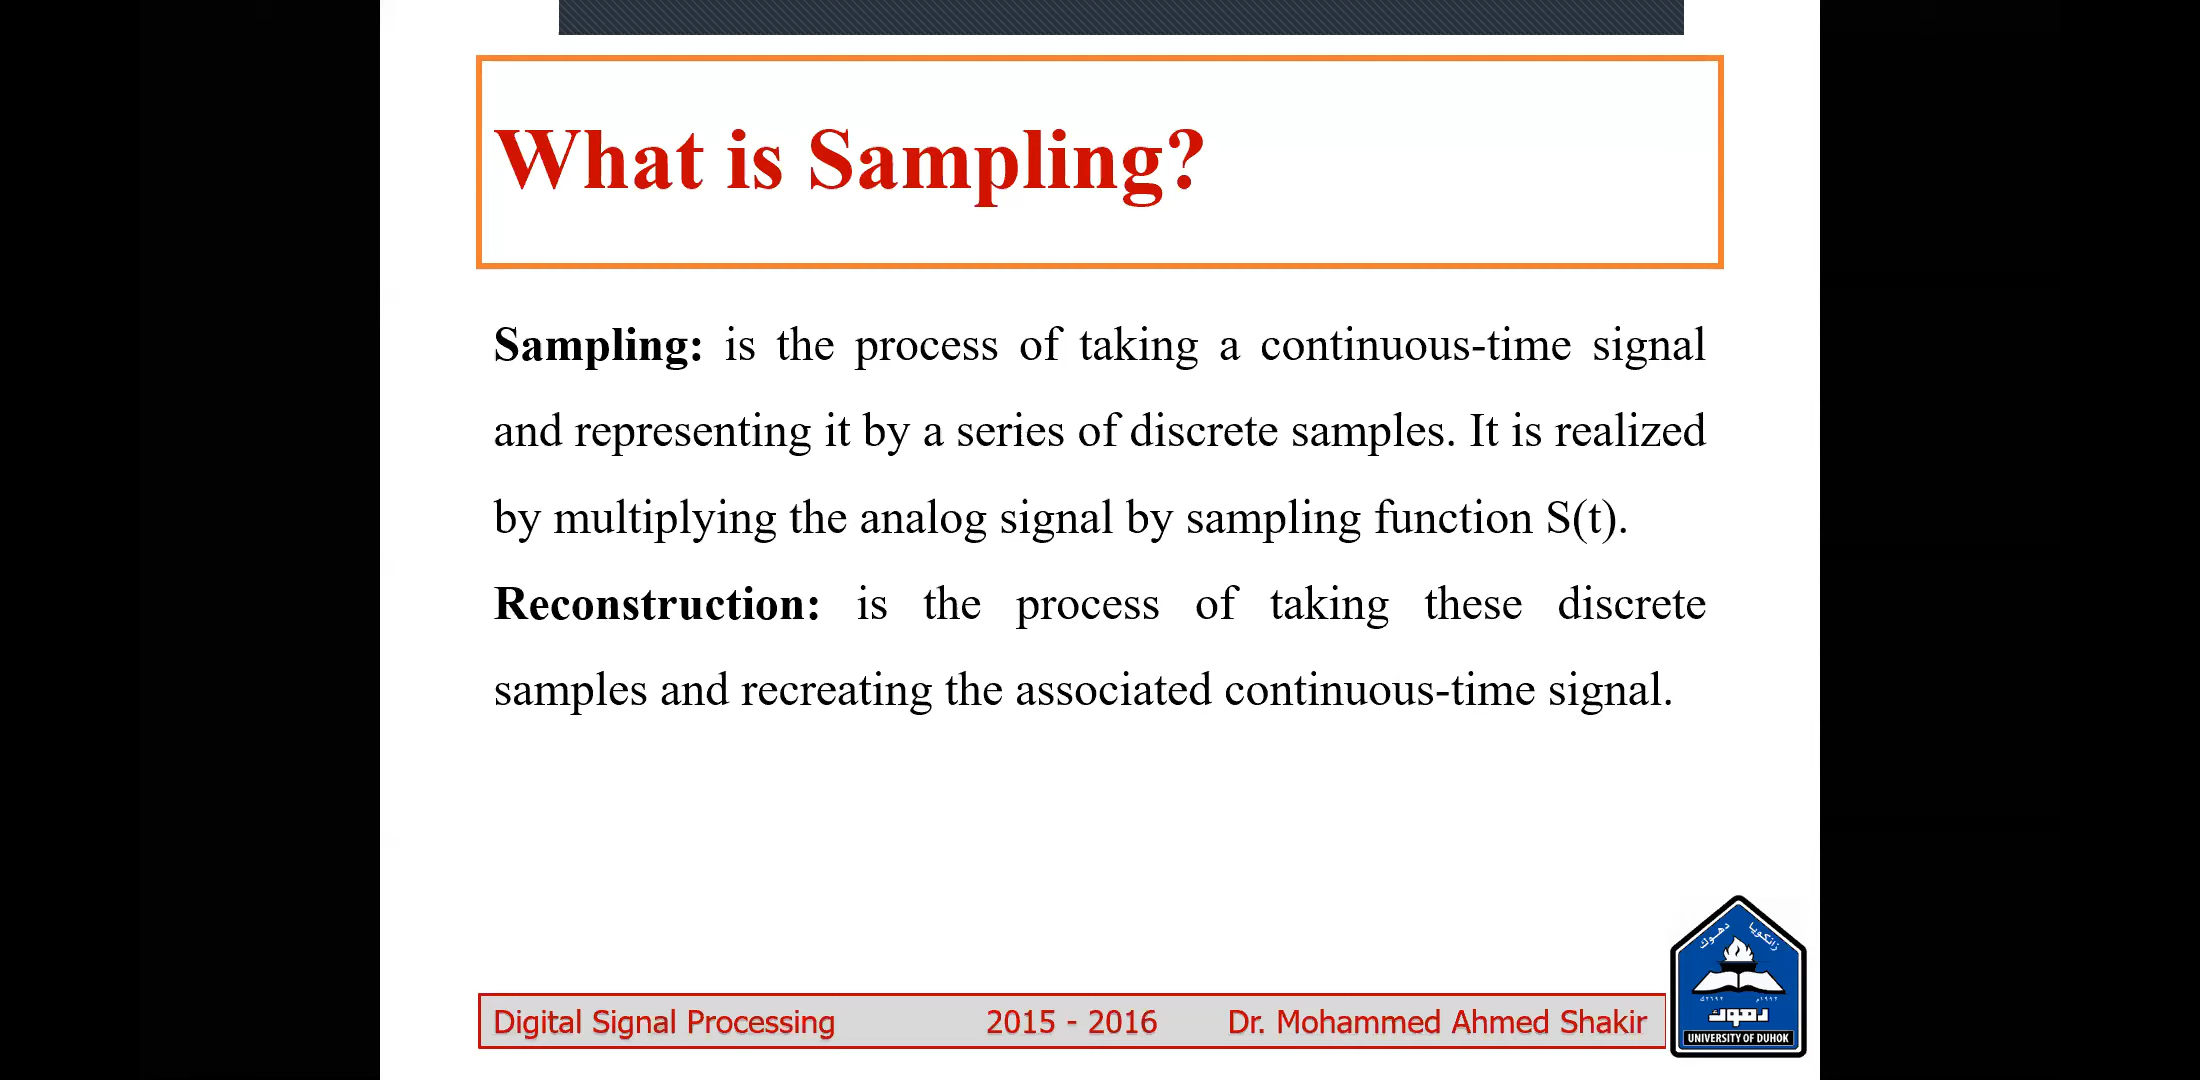 What is Sampling?
Sampling: is the process of taking a continuous-time signal
and representing it by a series of discrete samples. It is realized
by multiplying the analog signal by sampling function S(t).
Reconstruction: is the process of taking these discrete
samples and recreating the associated continuous-time signal.
Digital Signal Processing 2015 - 2016 Dr. Mohammed Ahmed Shakir
زانكويا دهوك
UNIVERSITY OF DUHOK